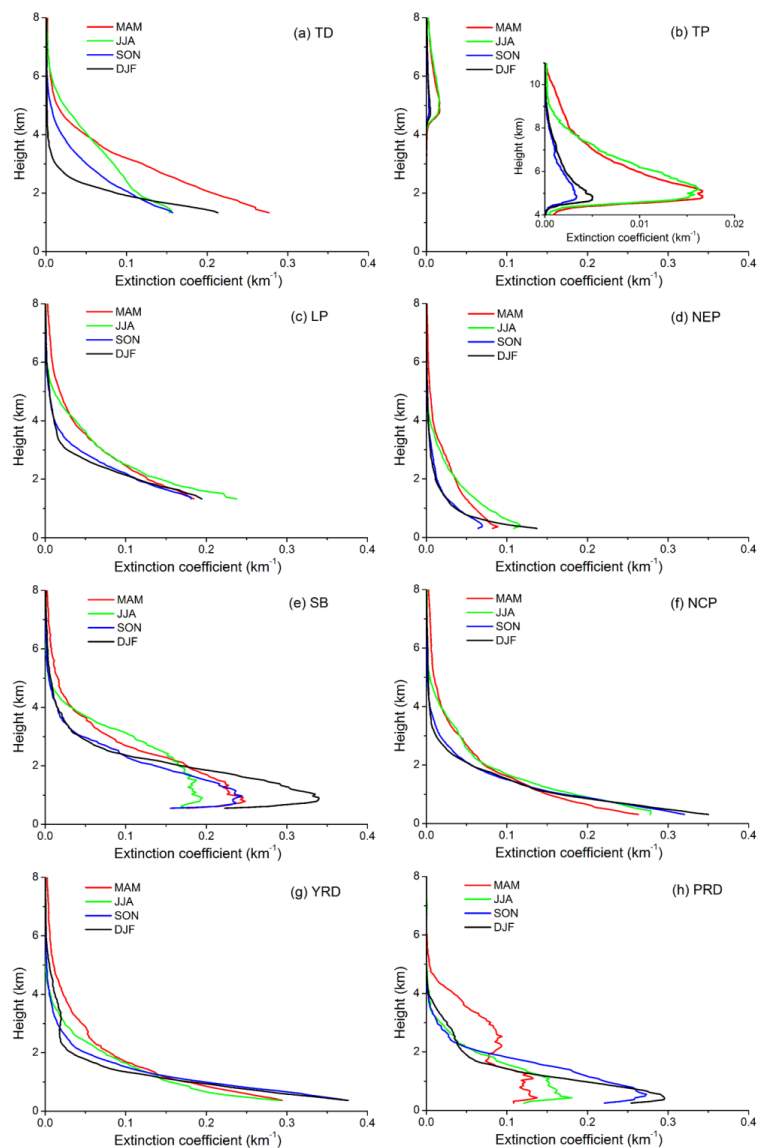 (a) TD
MAM
JJA
SON
DJF
8
6
4
2
0
Height (km)
0.0 0.1 0.2 0.3 0.4
Extinction coefficient (km-1)
(b) TP
MAM
JJA
SON
DJF
8
6
4
2
0
Height (km)
10
8
6
4
Height (km)
0.00 0.01 0.02
Extinction coefficient (km-1)
0.0 0.1 0.2 0.3 0.4
Extinction coefficient (km-1)
(c) LP
MAM
JJA
SON
DJF
8
6
4
2
0
Height (km)
0.0 0.1 0.2 0.3 0.4
Extinction coefficient (km-1)
(d) NEP
MAM
JJA
SON
DJF
8
6
4
2
0
Height (km)
0.0 0.1 0.2 0.3 0.4
Extinction coefficient (km-1)
(e) SB
MAM
JJA
SON
DJF
8
6
4
2
0
Height (km)
0.0 0.1 0.2 0.3 0.4
Extinction coefficient (km-1)
(f) NCP
MAM
JJA
SON
DJF
8
6
4
2
0
Height (km)
0.0 0.1 0.2 0.3 0.4
Extinction coefficient (km-1)
(g) YRD
MAM
JJA
SON
DJF
8
6
4
2
0
Height (km)
0.0 0.1 0.2 0.3 0.4
Extinction coefficient (km-1)
(h) PRD
MAM
JJA
SON
DJF
8
6
4
2
0
Height (km)
0.0 0.1 0.2 0.3 0.4
Extinction coefficient (km-1)